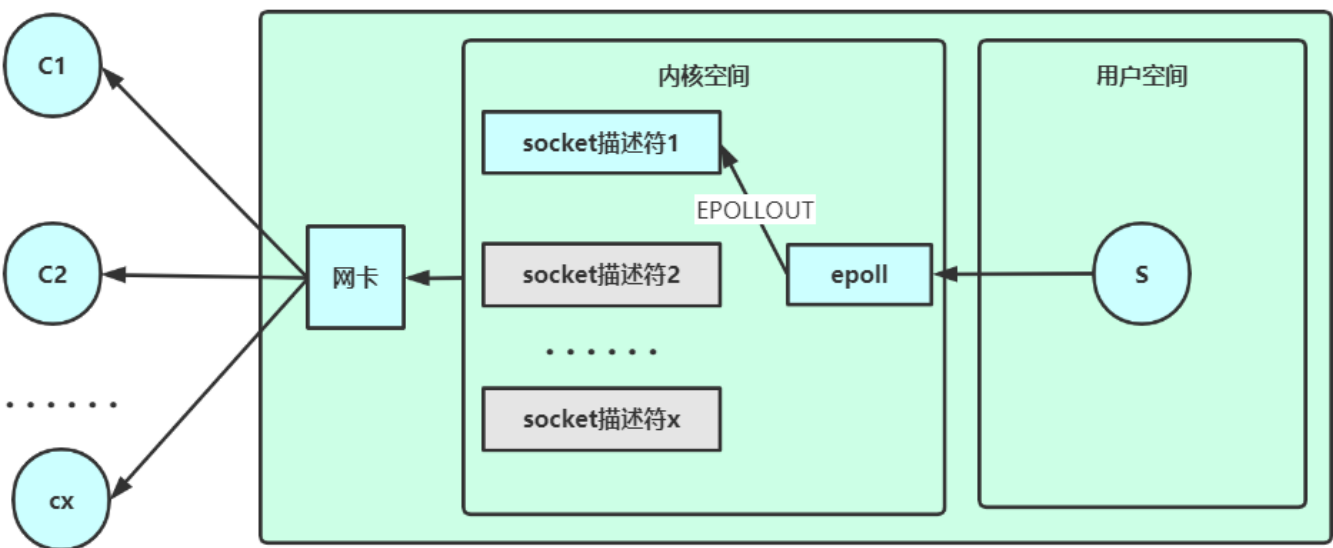 C1
内核空间
用户空间
socket描述符1
EPOLLOUT
C2
网卡
socket描述符2
epoll
S
......
......
socket描述符x
cx